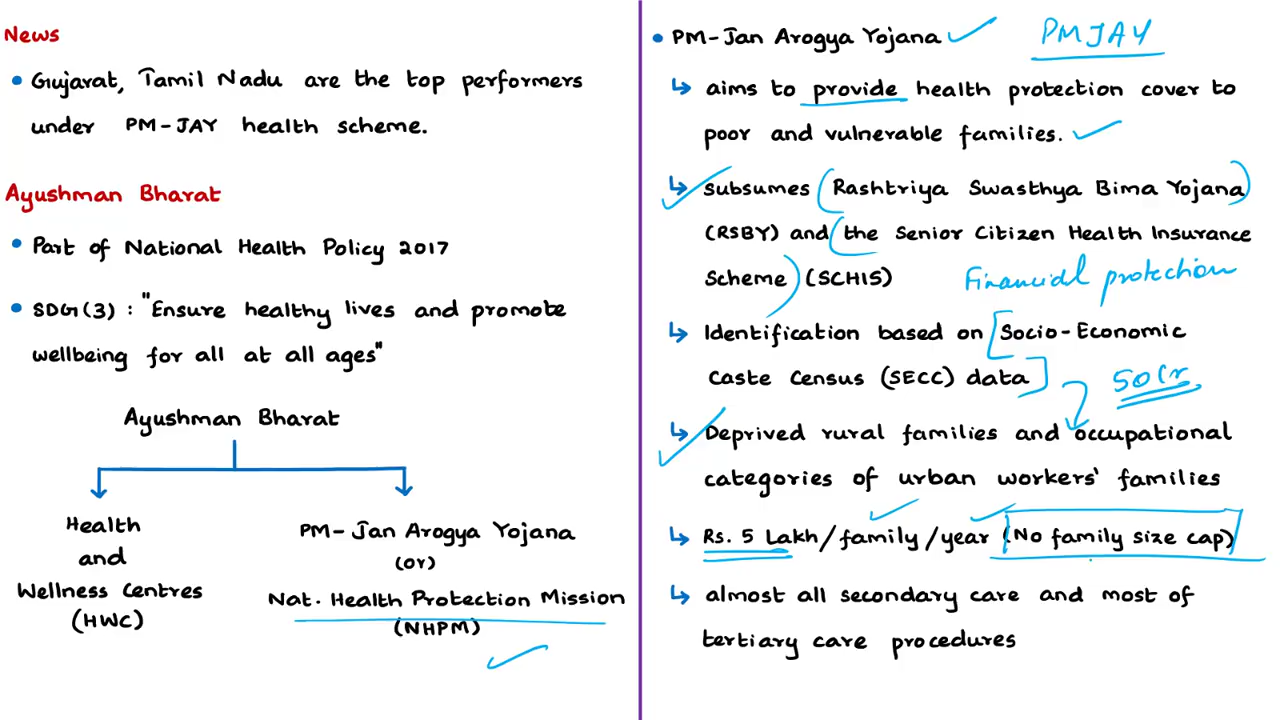 News
• Gujarat, Tamil Nadu are the top performers
under PM-JAY health scheme.
Ayushman Bharat
• Part of National Health Policy 2017
• SDG(3) : "Ensure healthy lives and promote
wellbeing for all at all ages"
Ayushman Bharat
Health
and
Wellness Centres
(HWC)
PM- Jan Arogya Yojana
(or)
Nat. Health Protection Mission
(NHPM)
• PM-Jan Arogya Yojana
PMJAY
↳ aims to provide health protection cover to
poor and vulnerable families.
↳ subsumes Rashtriya Swasthya Bima Yojana
(RSBY) and the Senior Citizen Health Insurance
Scheme (SCHIS)
Financial protection
↳ Identification based on Socio-Economic
Caste Census (SECC) data
50Cr
↳ Deprived rural families and occupational
categories of urban workers' families
↳ Rs. 5 Lakh/family/year (No family size cap)
↳ almost all secondary care and most of
tertiary care procedures